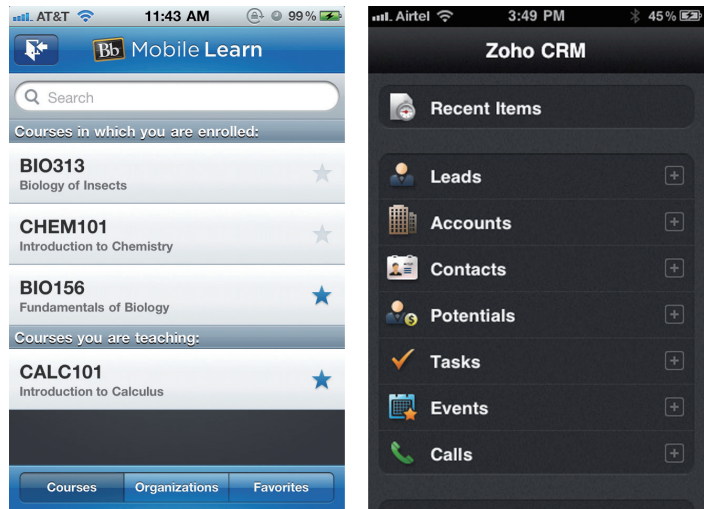 AT&T 11:43 AM 99%
Bb Mobile Learn
Search
Courses in which you are enrolled:
BIO313
Biology of Insects
CHEM101
Introduction to Chemistry
BIO156
Fundamentals of Biology
Courses you are teaching:
CALC101
Introduction to Calculus
Courses Organizations Favorites
Airtel 3:49 PM 45%
Zoho CRM
Recent Items
Leads
Accounts
Contacts
Potentials
Tasks
Events
Calls